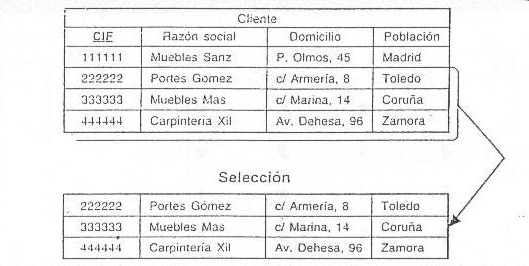 Cliente
CIF Razón social Domicilio Población
111111 Muebles Sanz P. Olmos, 45 Madrid
222222 Portes Gómez c/ Armería, 8 Toledo
333333 Muebles Mas c/ Marina, 14 Coruña
444444 Carpintería Xil Av. Dehesa, 96 Zamora
Selección
222222 Portes Gómez c/ Armería, 8 Toledo
333333 Muebles Mas c/ Marina, 14 Coruña
444444 Carpintería Xil Av. Dehesa, 96 Zamora